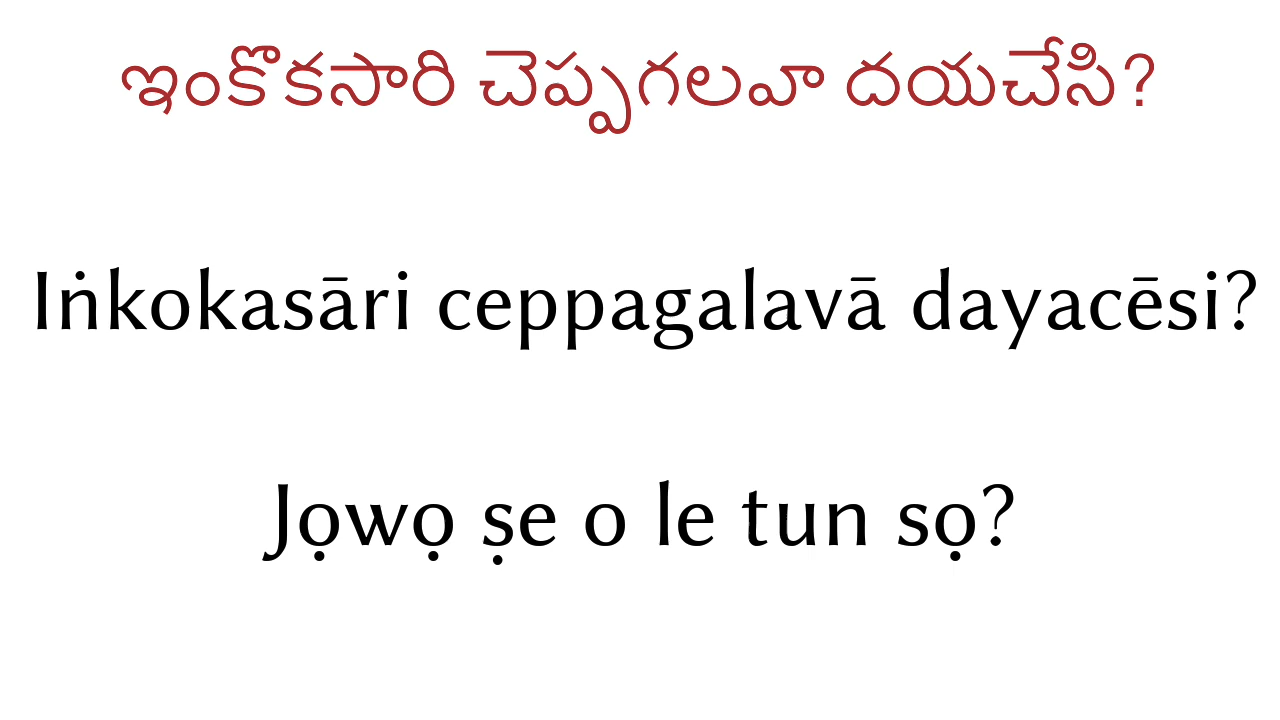 ఇంకొకసారి చెప్పగలవా దయచేసి?
Iṅkokasāri ceppagalavā dayacēsi?
Jọwọ ṣe o le tun sọ?